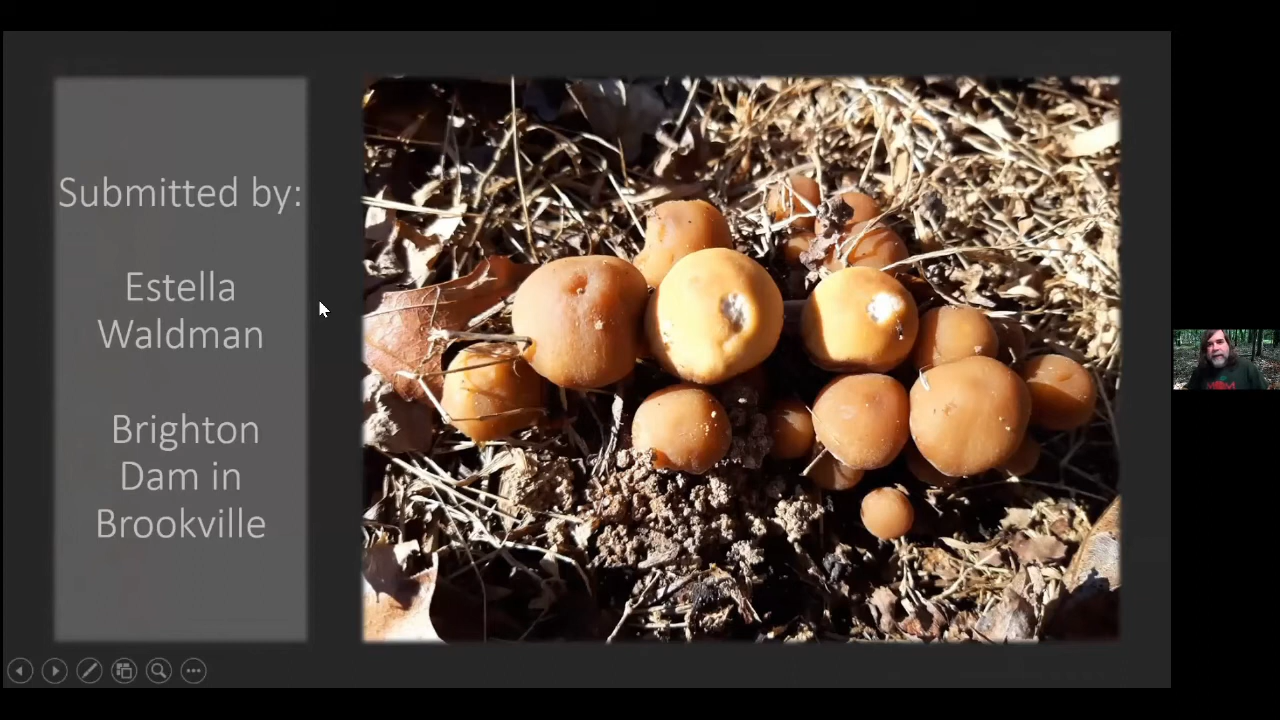 Submitted by:
Estella
Waldman
Brighton
Dam in
Brookville